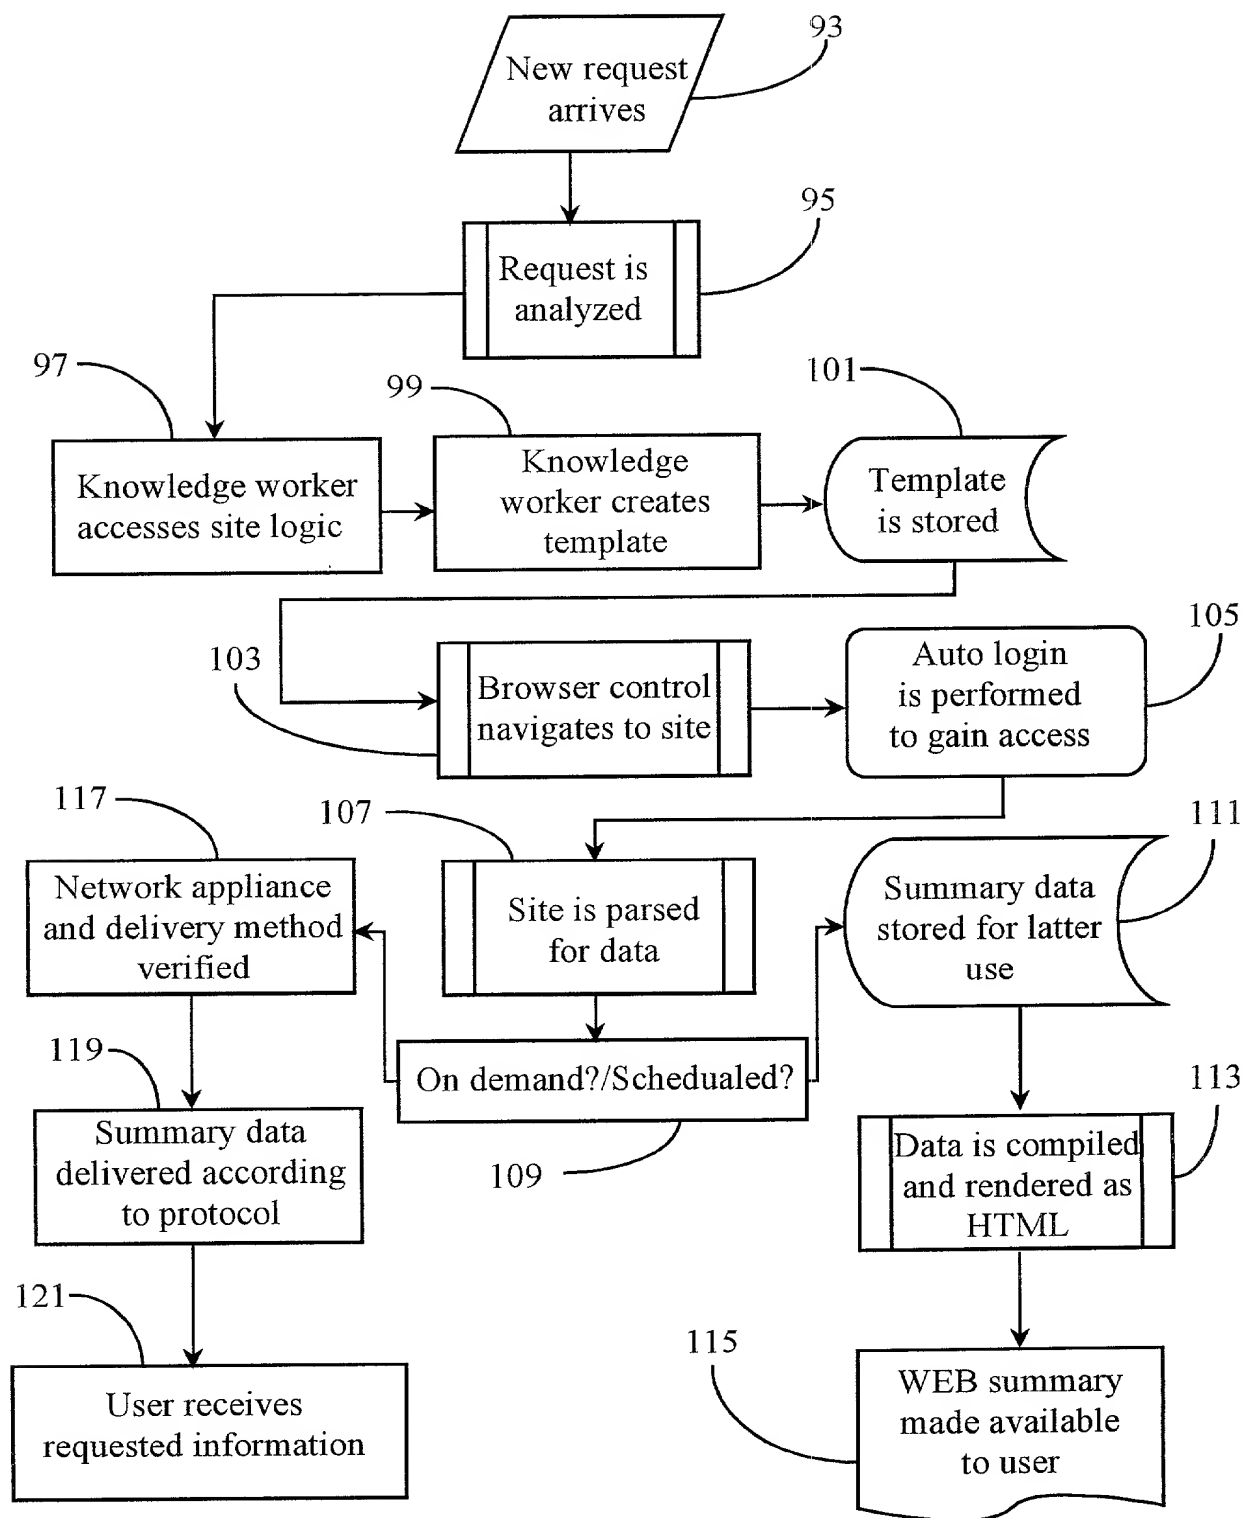 93
New request
arrives
95
Request is
analyzed
97
Knowledge worker
accesses site logic
99
Knowledge
worker creates
template
101
Template
is stored
103
Browser control
navigates to site
105
Auto login
is performed
to gain access
107
Site is parsed
for data
111
Summary data
stored for latter
use
117
Network appliance
and delivery method
verified
On demand?/Schedualed?
109
119
Summary data
delivered according
to protocol
113
Data is compiled
and rendered as
HTML
121
User receives
requested information
115
WEB summary
made available
to user